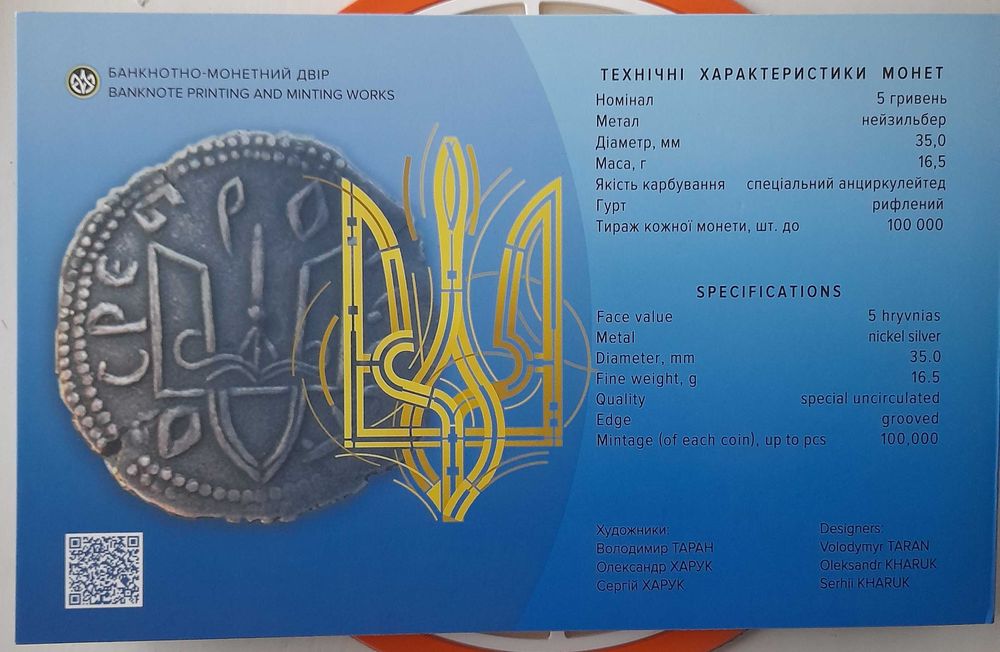 БАНКНОТНО-МОНЕТНИЙ ДВІР
BANKNOTE PRINTING AND MINTING WORKS
ТЕХНІЧНІ ХАРАКТЕРИСТИКИ МОНЕТ
Номінал 5 гривень
Метал нейзильбер
Діаметр, мм 35,0
Маса, г 16,5
Якість карбування спеціальний анциркулейтед
Гурт рифлений
Тираж кожної монети, шт. до 100 000
SPECIFICATIONS
Face value 5 hryvnias
Metal nickel silver
Diameter, mm 35.0
Fine weight, g 16.5
Quality special uncirculated
Edge grooved
Mintage (of each coin), up to pcs 100,000
Художники:
Володимир ТАРАН
Олександр ХАРУК
Сергій ХАРУК
Designers:
Volodymyr TARAN
Oleksandr KHARUK
Serhii KHARUK